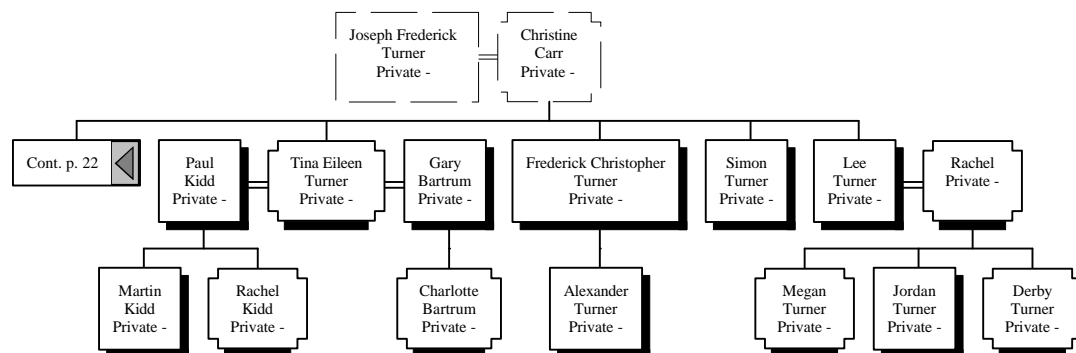 Joseph Frederick
Turner
Private -
Christine
Carr
Private -
Cont. p. 22
Paul
Kidd
Private -
Tina Eileen
Turner
Private -
Gary
Bartrum
Private -
Frederick Christopher
Turner
Private -
Simon
Turner
Private -
Lee
Turner
Private -
Rachel
Private -
Martin
Kidd
Private -
Rachel
Kidd
Private -
Charlotte
Bartrum
Private -
Alexander
Turner
Private -
Megan
Turner
Private -
Jordan
Turner
Private -
Derby
Turner
Private -